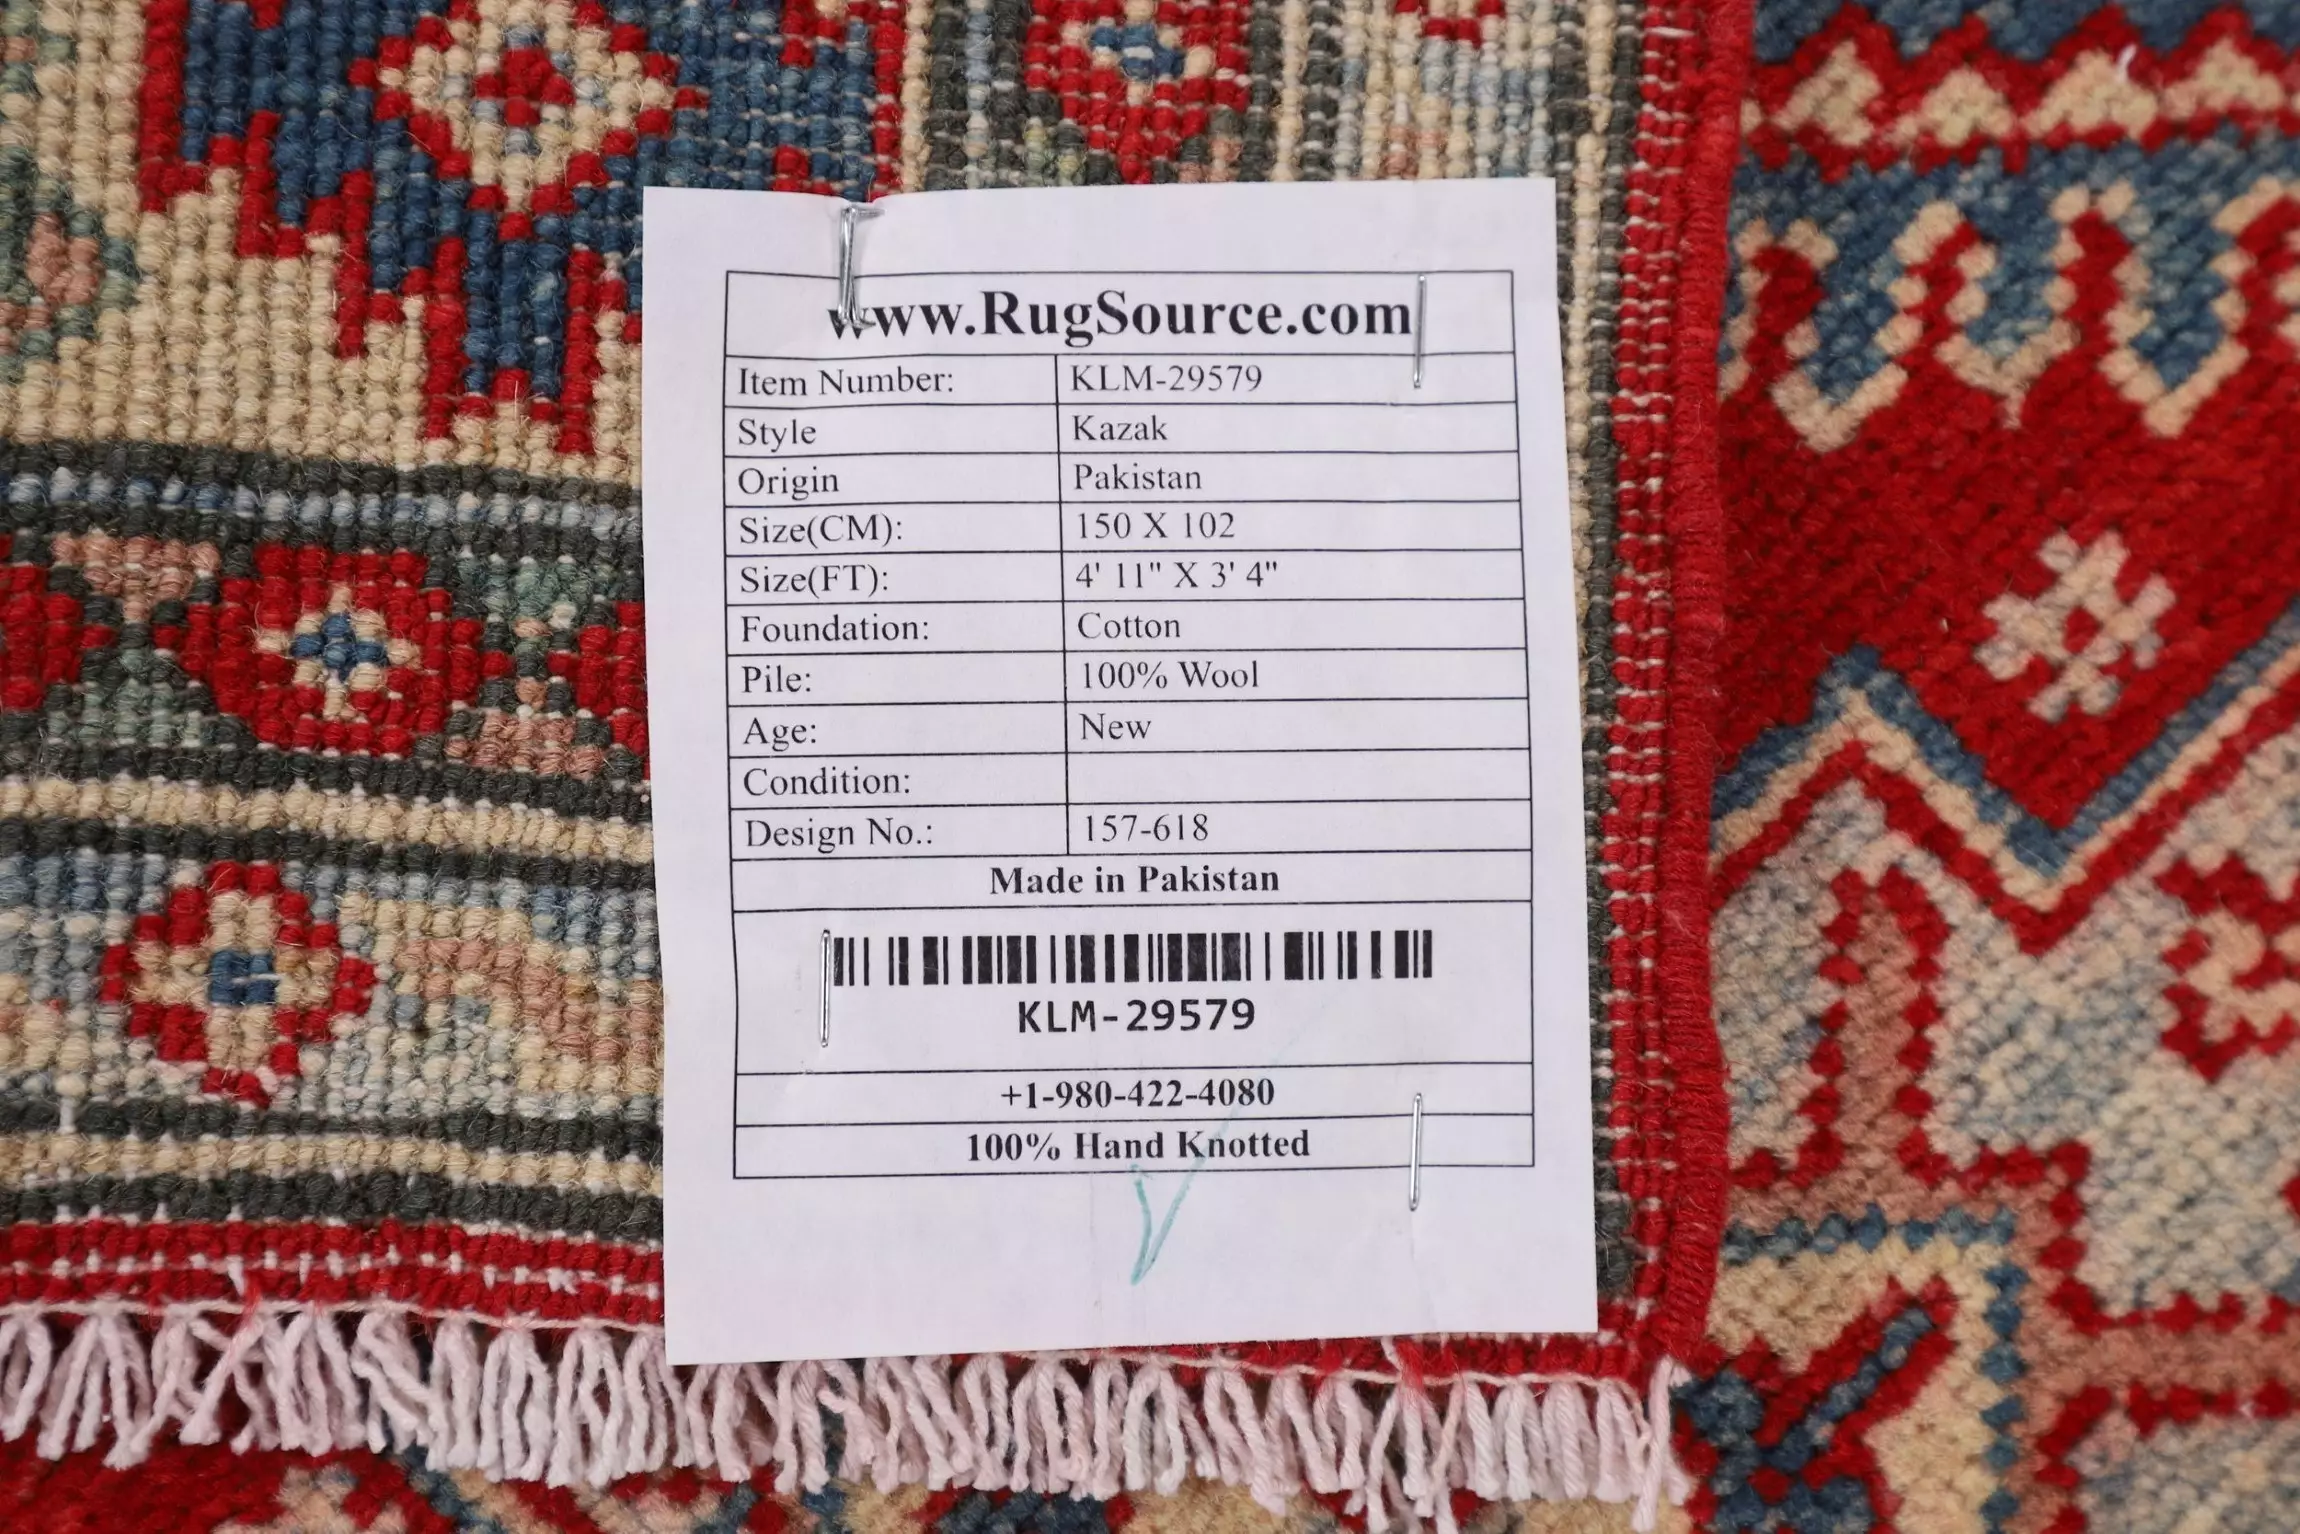 www.RugSource.com
Item Number: KLM-29579
Style Kazak
Origin Pakistan
Size(CM): 150 X 102
Size(FT): 4' 11" X 3' 4"
Foundation: Cotton
Pile: 100% Wool
Age: New
Condition:
Design No.: 157-618
Made in Pakistan
KLM-29579
+1-980-422-4080
100% Hand Knotted